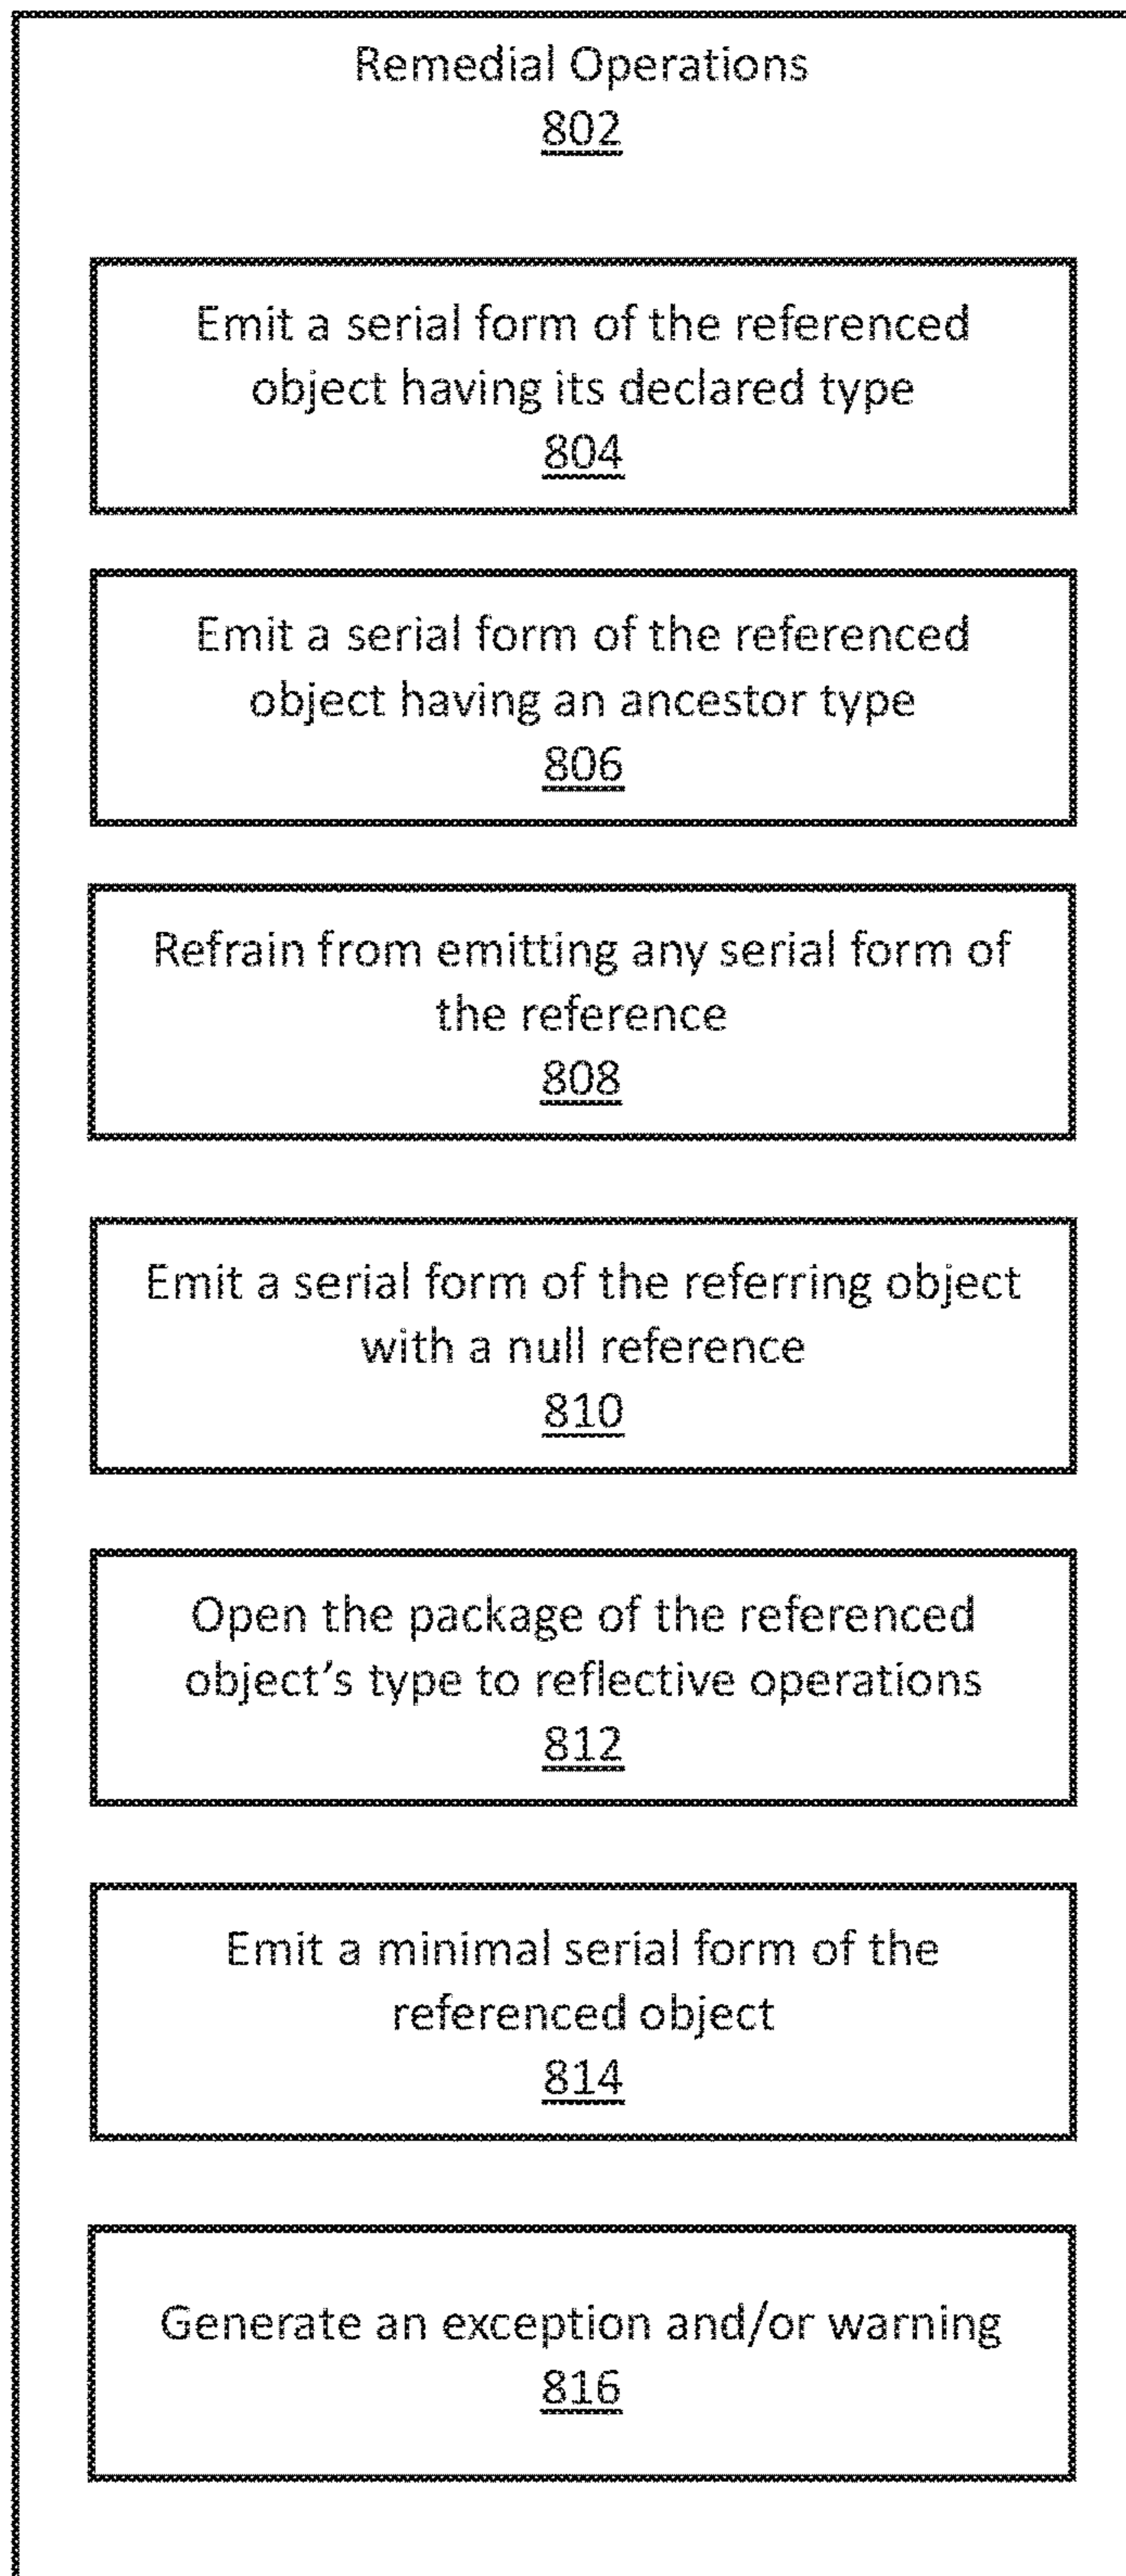 Remedial Operations
802
Emit a serial form of the referenced
object having its declared type
804
Emit a serial form of the referenced
object having an ancestor type
806
Refrain from emitting any serial form of
the reference
808
Emit a serial form of the referring object
with a null reference
810
Open the package of the referenced
object’s type to reflective operations
812
Emit a minimal serial form of the
referenced object
814
Generate an exception and/or warning
816